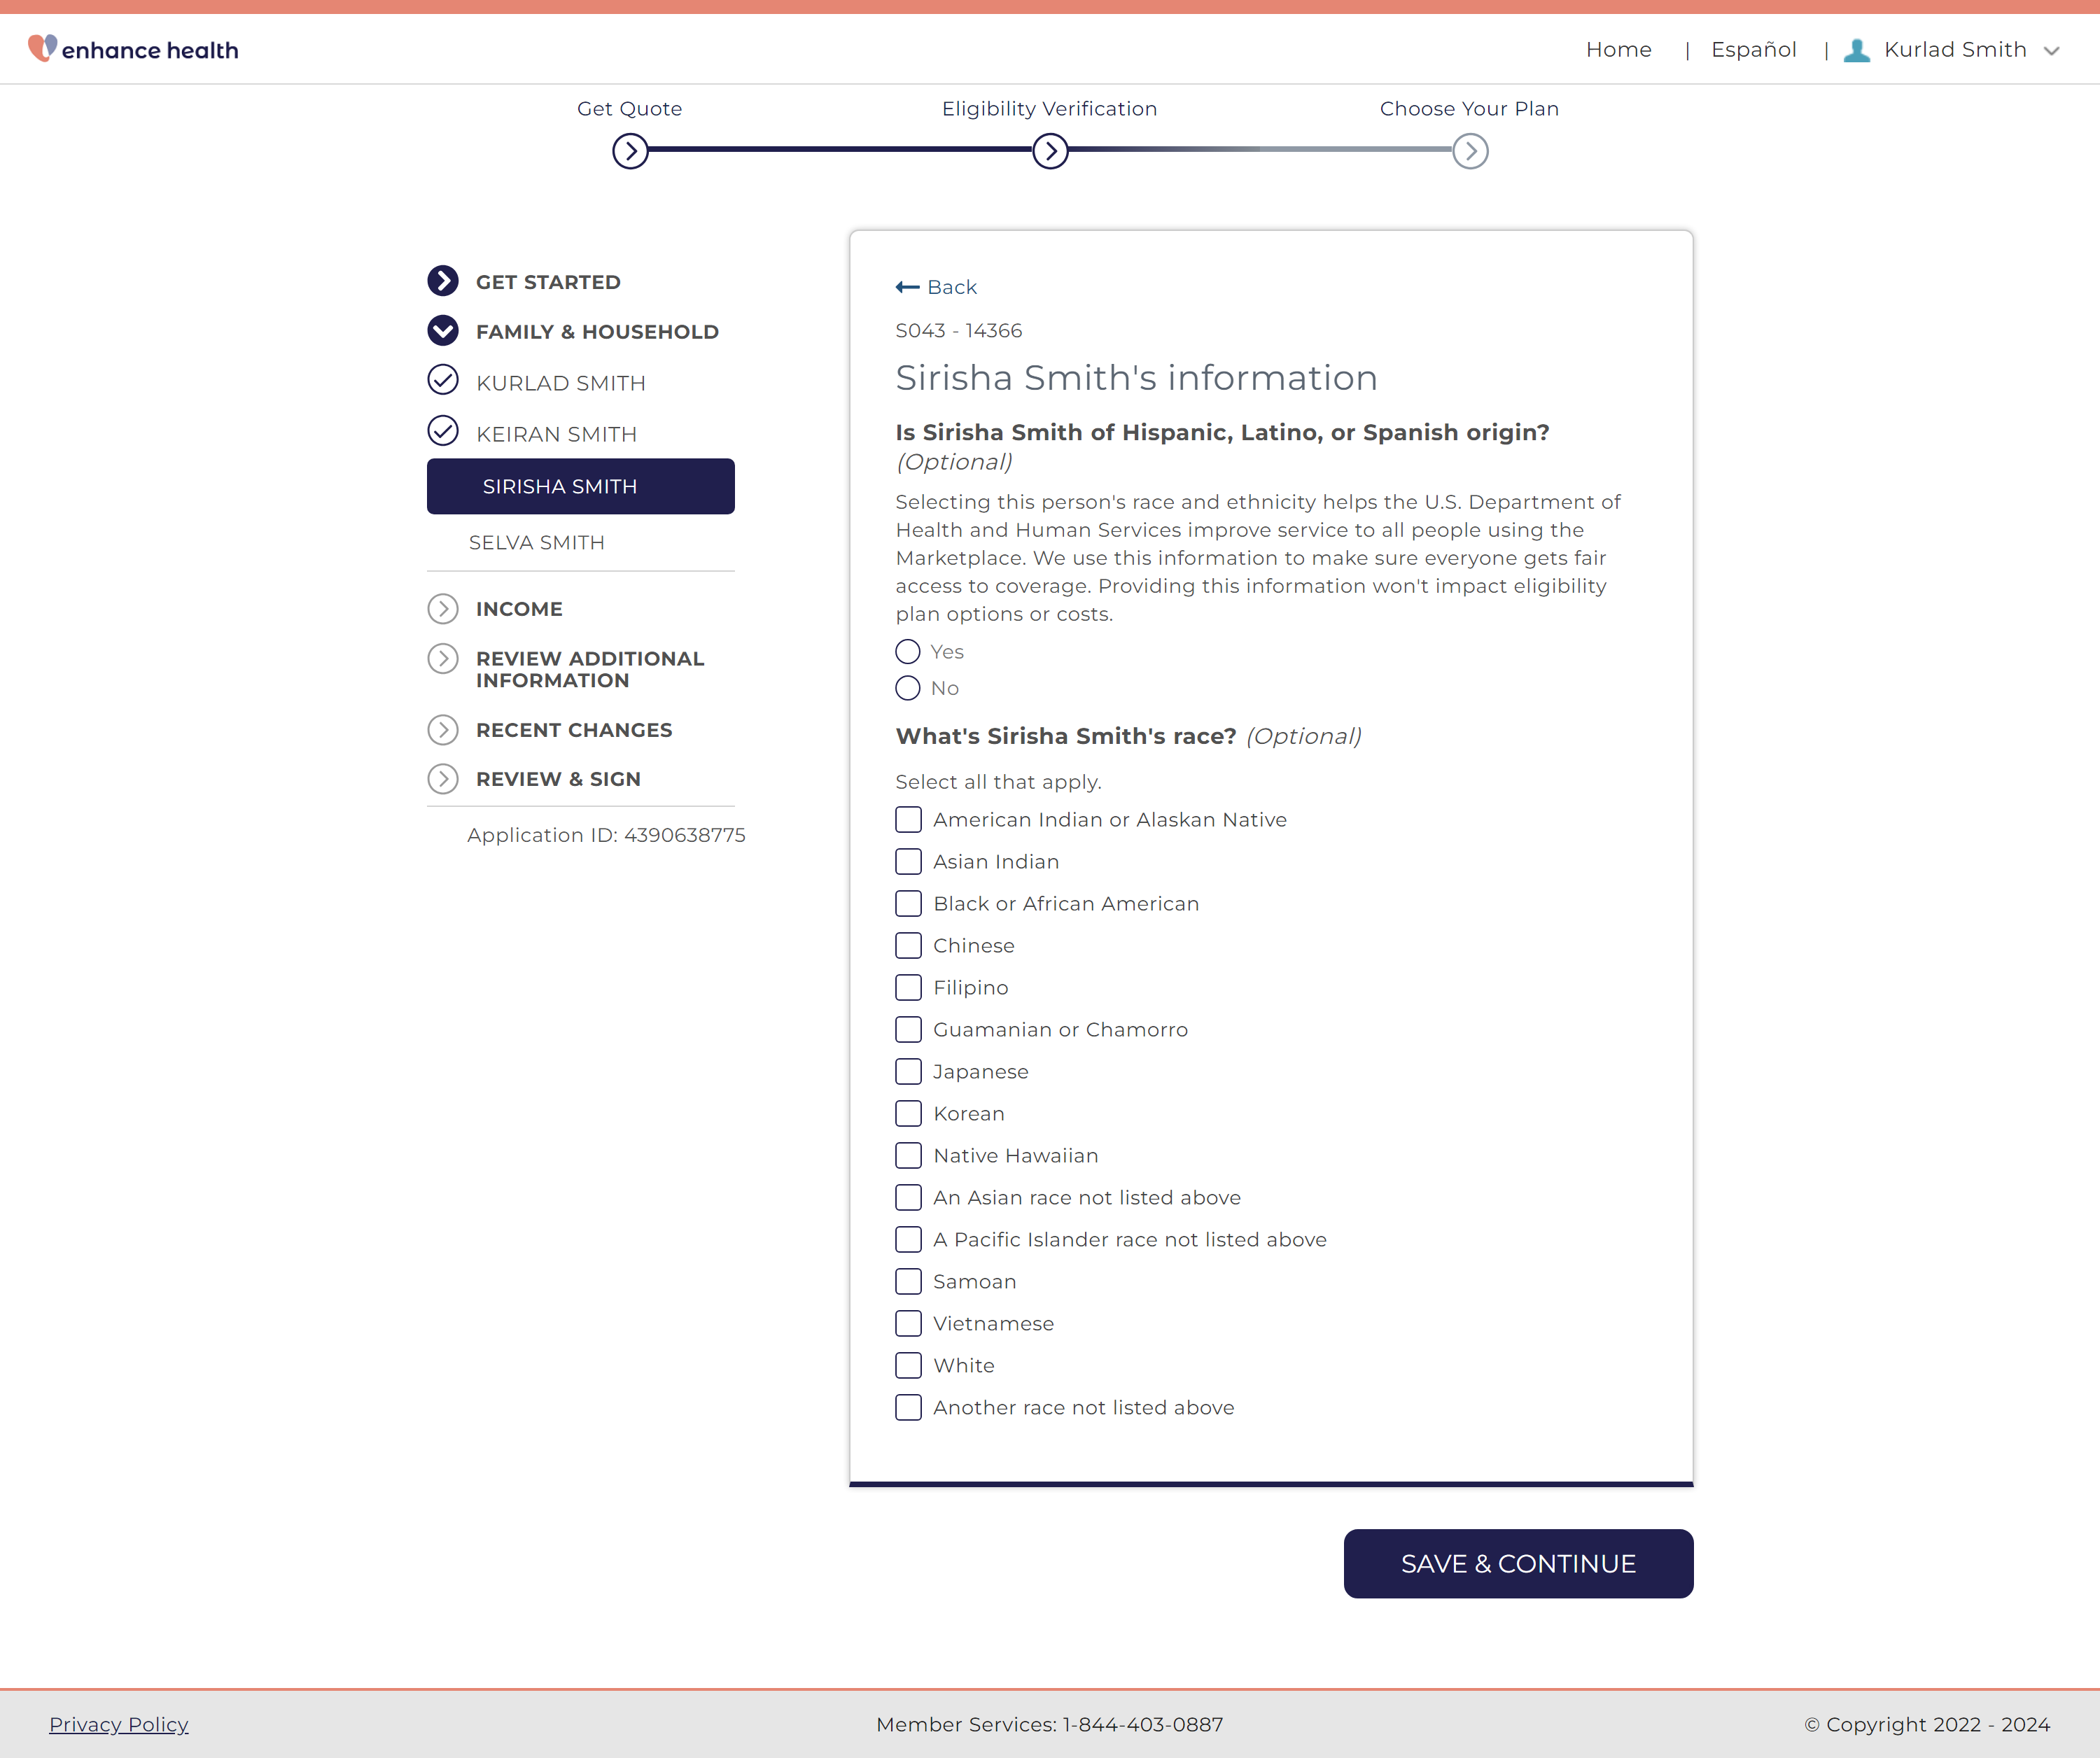 enhance health
Home | Español | Kurlad Smith
Get Quote
Eligibility Verification
Choose Your Plan
GET STARTED
FAMILY & HOUSEHOLD
KURLAD SMITH
KEIRAN SMITH
SIRISHA SMITH
SELVA SMITH
INCOME
REVIEW ADDITIONAL
INFORMATION
RECENT CHANGES
REVIEW & SIGN
Application ID: 4390638775
Back
S043 - 14366
Sirisha Smith's information
Is Sirisha Smith of Hispanic, Latino, or Spanish origin?
(Optional)
Selecting this person's race and ethnicity helps the U.S. Department of
Health and Human Services improve service to all people using the
Marketplace. We use this information to make sure everyone gets fair
access to coverage. Providing this information won't impact eligibility
plan options or costs.
Yes
No
What's Sirisha Smith's race? (Optional)
Select all that apply.
American Indian or Alaskan Native
Asian Indian
Black or African American
Chinese
Filipino
Guamanian or Chamorro
Japanese
Korean
Native Hawaiian
An Asian race not listed above
A Pacific Islander race not listed above
Samoan
Vietnamese
White
Another race not listed above
SAVE & CONTINUE
Privacy Policy
Member Services: 1-844-403-0887
© Copyright 2022 - 2024